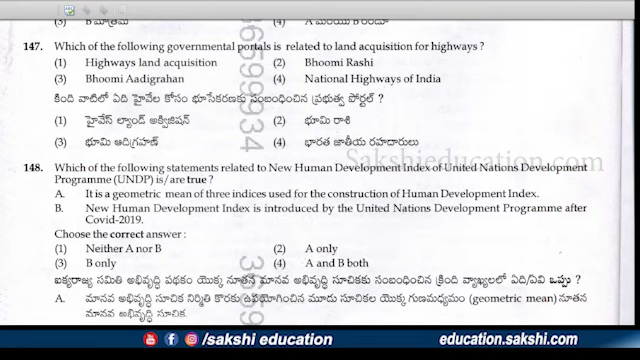 (3) B మాత్రమే (4) A మరియు B రెండూ
147. Which of the following governmental portals is related to land acquisition for highways ?
(1) Highways land acquisition (2) Bhoomi Rashi
(3) Bhoomi Aadigrahan (4) National Highways of India
కింది వాటిలో ఏది హైవేల కోసం భూసేకరణకు సంబంధించిన ప్రభుత్వ పోర్టల్ ?
(1) హైవేస్ ల్యాండ్ అక్విజిషన్ (2) భూమి రాశి
(3) భూమి ఆదిగ్రహణ్ (4) భారత జాతీయ రహదారులు
Sakshieducation.com
148. Which of the following statements related to New Human Development Index of United Nations Development
Programme (UNDP) is/are true ?
A. It is a geometric mean of three indices used for the construction of Human Development Index.
B. New Human Development Index is introduced by the United Nations Development Programme after
Covid-2019.
Choose the correct answer :
(1) Neither A nor B (2) A only
(3) B only (4) A and B both
ఐక్యరాజ్య సమితి అభివృద్ధి పథకం యొక్క నూతన మానవ అభివృద్ధి సూచికకు సంబంధించిన క్రింది వ్యాఖ్యలలో ఏది/ఏవి ఒప్పు ?
A. మానవ అభివృద్ధి సూచిక నిర్మితి కొరకు ఉపయోగించిన మూడు సూచికల యొక్క గుణమధ్యమం (geometric mean) నూతన
మానవ అభివృద్ధి సూచిక.
/sakshi education education.sakshi.com